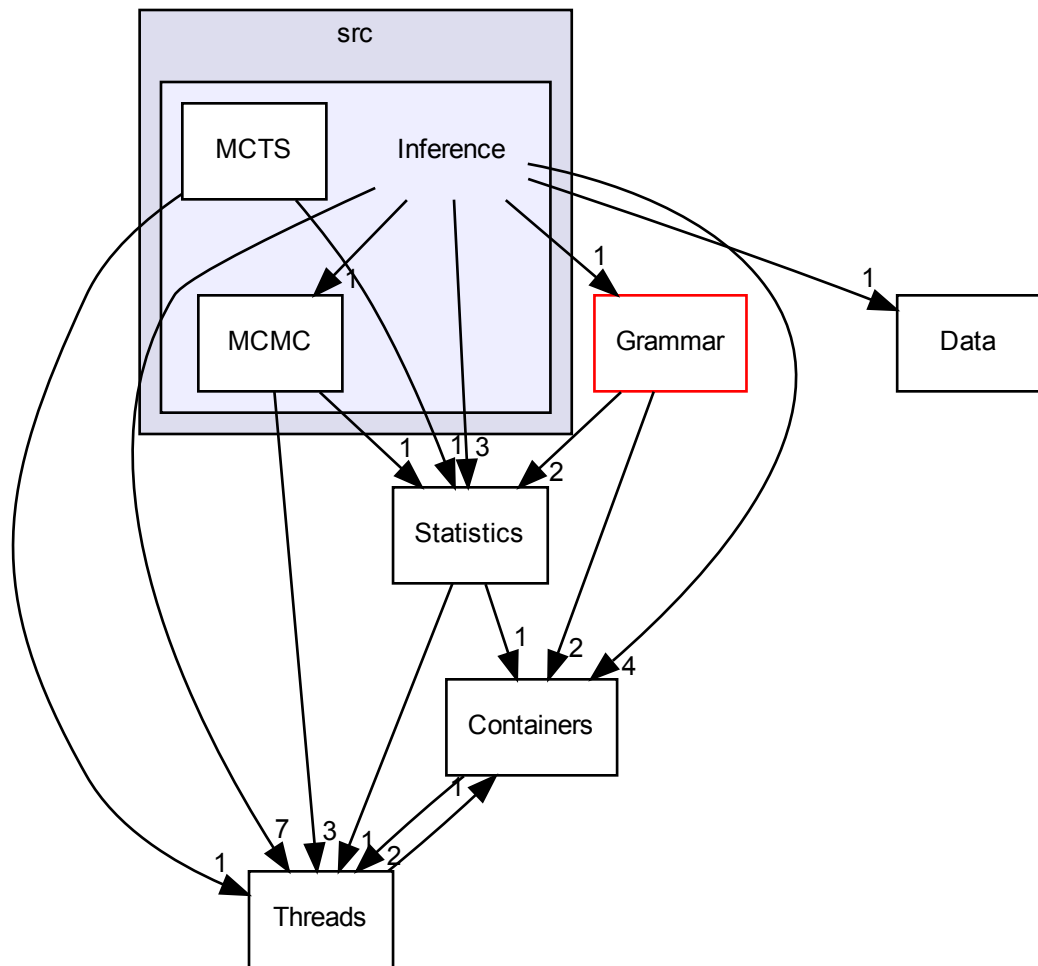 src
MCTS
Inference
1
1
1
MCMC
Grammar
Data
1
1
3
2
Statistics
1
2
4
Containers
1
7
3
1
2
1
Threads